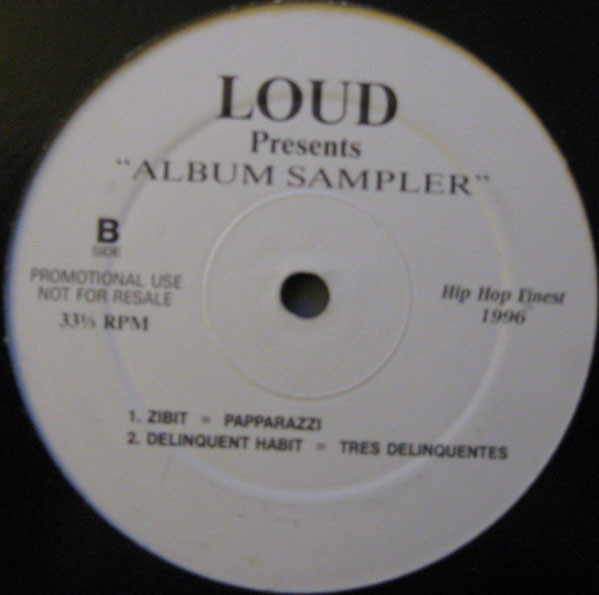 LOUD
Presents
"ALBUM SAMPLER"
B
SIDE
PROMOTIONAL USE
NOT FOR RESALE
33⅓ RPM
Hip Hop Finest
1996
1. ZIBIT = PAPPARAZZI
2. DELINQUENT HABIT = TRES DELINQUENTES